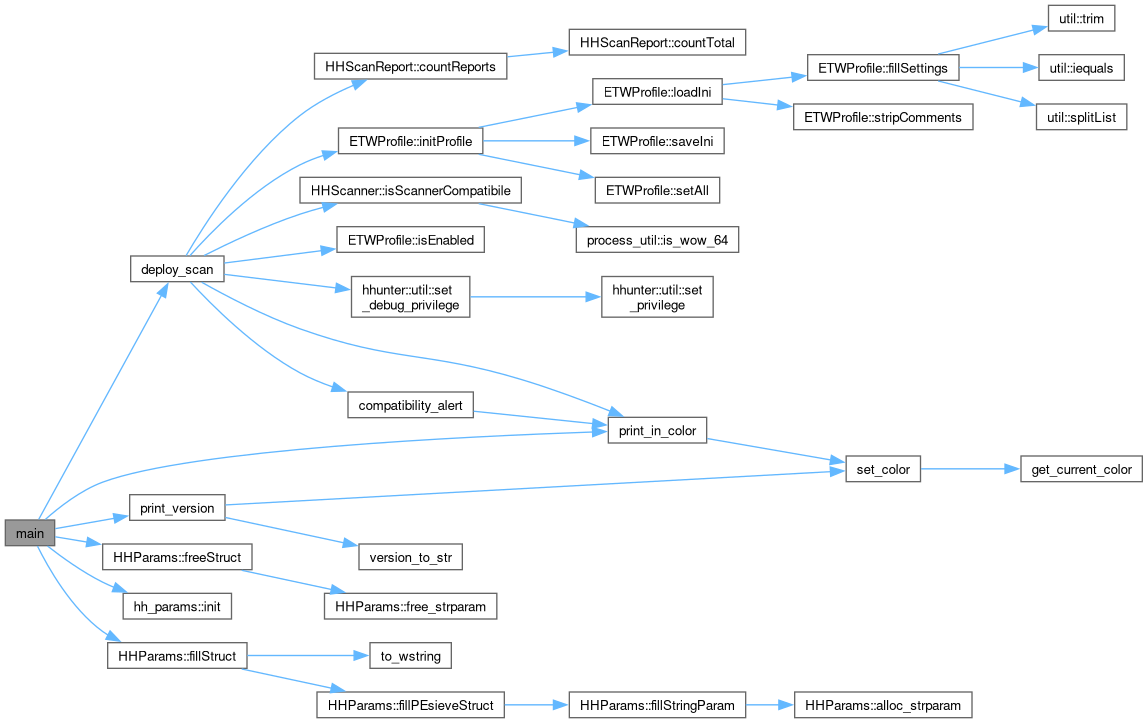 util::trim
HHScanReport::countTotal
HHScanReport::countReports
ETWProfile::fillSettings
util::iequals
ETWProfile::loadIni
util::splitList
ETWProfile::stripComments
ETWProfile::initProfile
ETWProfile::saveIni
HHScanner::isScannerCompatibile
ETWProfile::setAll
ETWProfile::isEnabled
process_util::is_wow_64
deploy_scan
hhunter::util::set
_debug_privilege
hhunter::util::set
_privilege
compatibility_alert
print_in_color
set_color
get_current_color
print_version
main
HHParams::freeStruct
version_to_str
hh_params::init
HHParams::free_strparam
HHParams::fillStruct
to_wstring
HHParams::fillPEsieveStruct
HHParams::fillStringParam
HHParams::alloc_strparam